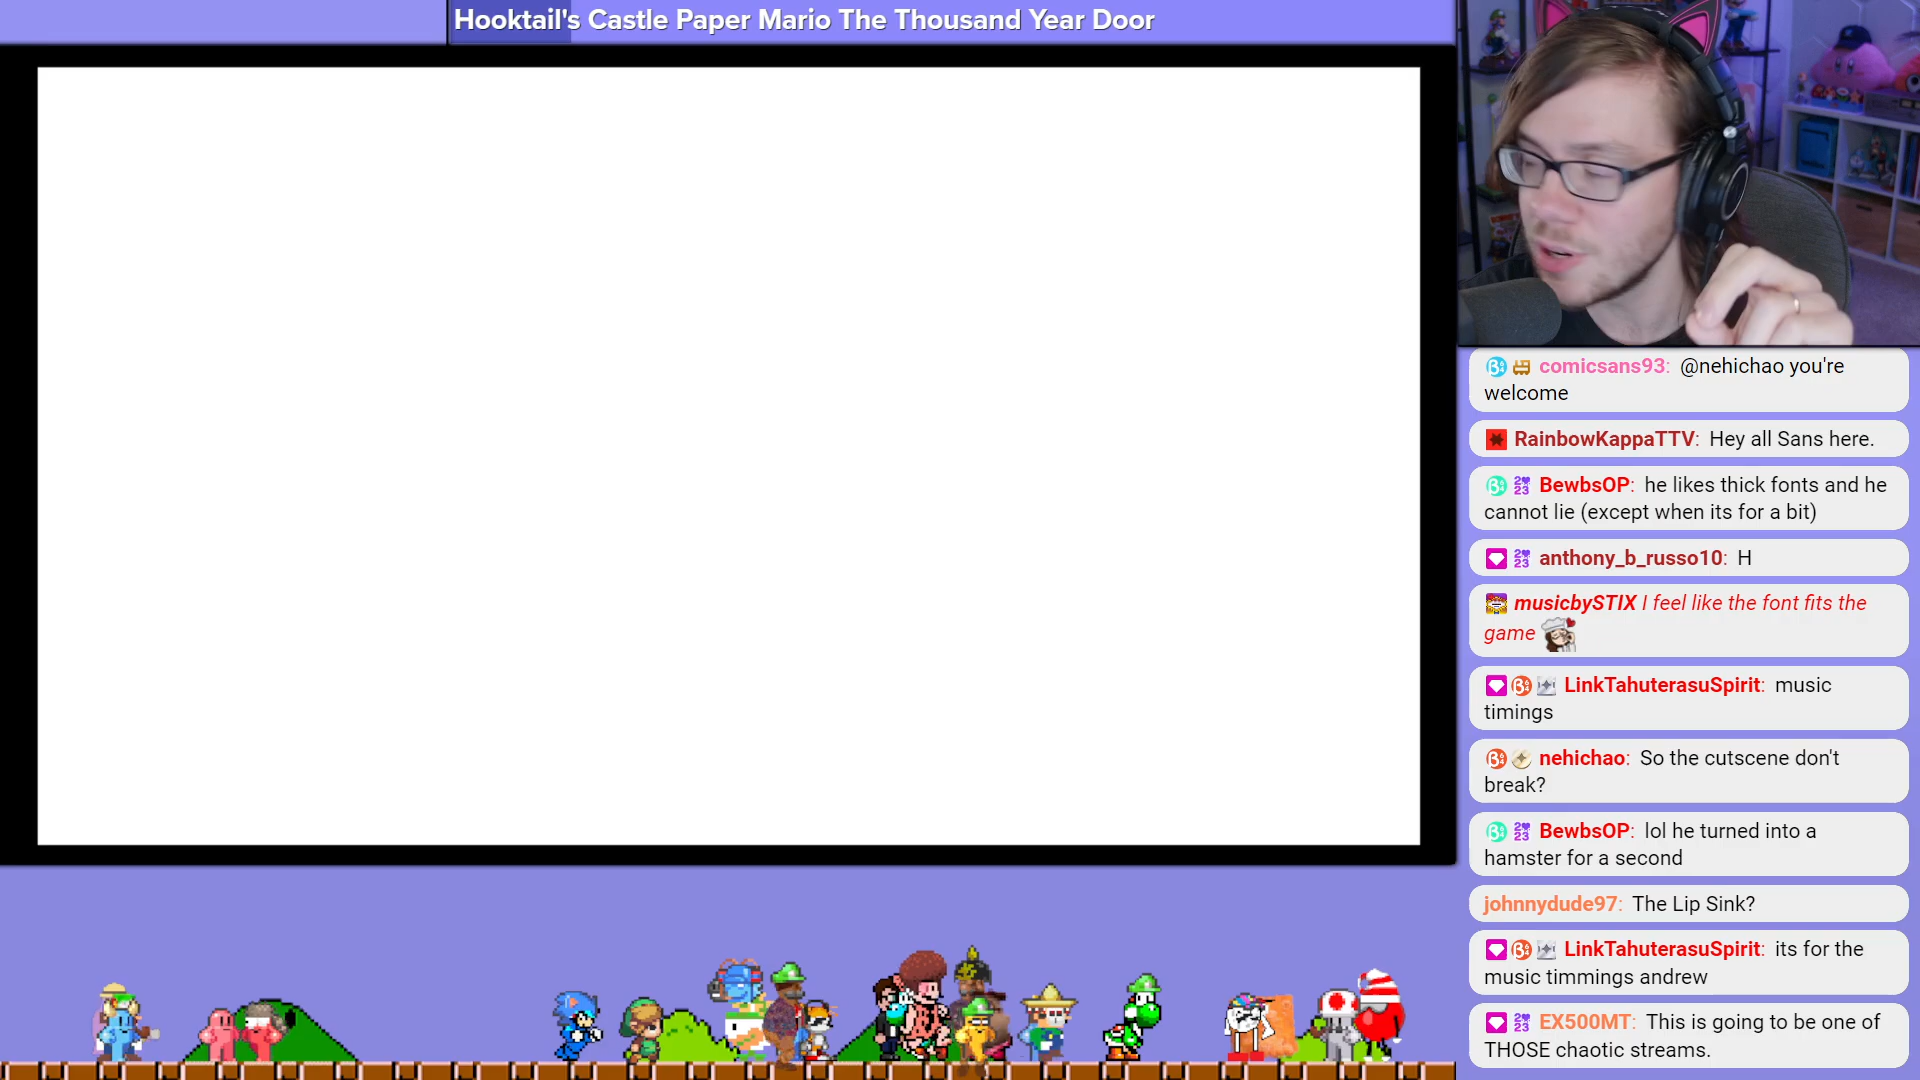 Hooktail's Castle Paper Mario The Thousand Year Door
comicsans93: @nehichao you're
welcome
RainbowKappaTTV: Hey all Sans here.
BewbsOP: he likes thick fonts and he
cannot lie (except when its for a bit)
anthony_b_russo10: H
musicbySTIX I feel like the font fits the
game
LinkTahuterasuSpirit: music
timings
nehichao: So the cutscene don't
break?
BewbsOP: lol he turned into a
hamster for a second
johnnydude97: The Lip Sink?
LinkTahuterasuSpirit: its for the
music timmings andrew
EX500MT: This is going to be one of
THOSE chaotic streams.